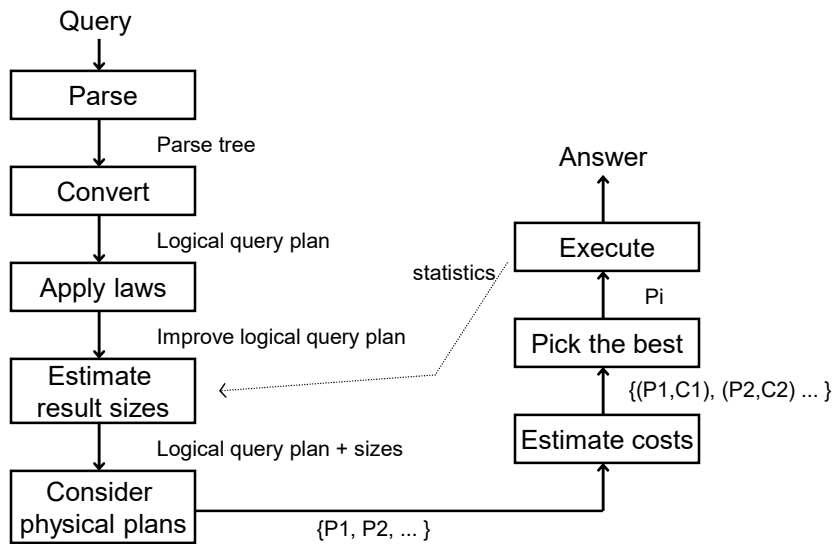 Query
Parse
Parse tree
Convert
Logical query plan
Apply laws
Improve logical query plan
Estimate
result sizes
Logical query plan + sizes
Consider
physical plans
{P1, P2, ... }
Estimate costs
{(P1,C1), (P2,C2) ... }
Pick the best
Pi
Execute
statistics
Answer